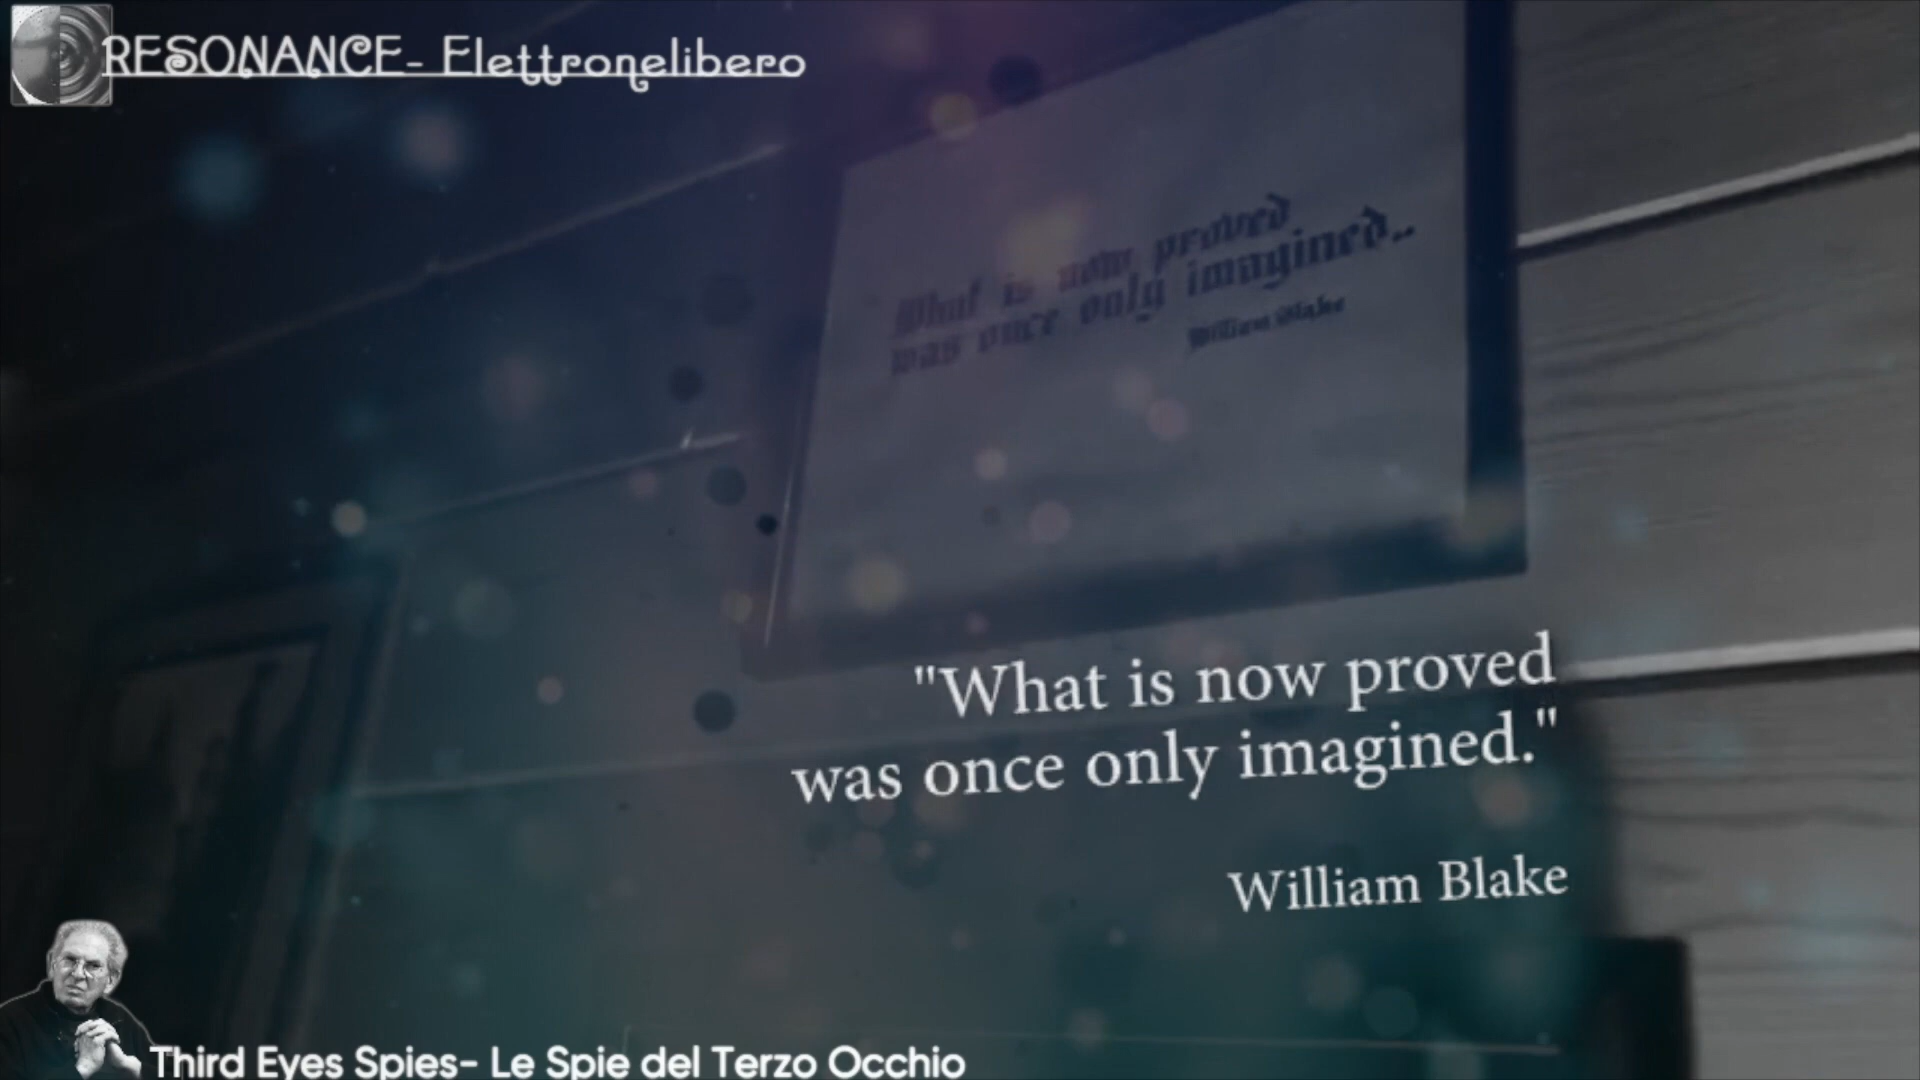 RESONANCE- Elettronelibero
What is now proved
was once only imagined..
William Blake
"What is now proved
was once only imagined."
William Blake
Third Eyes Spies- Le Spie del Terzo Occhio